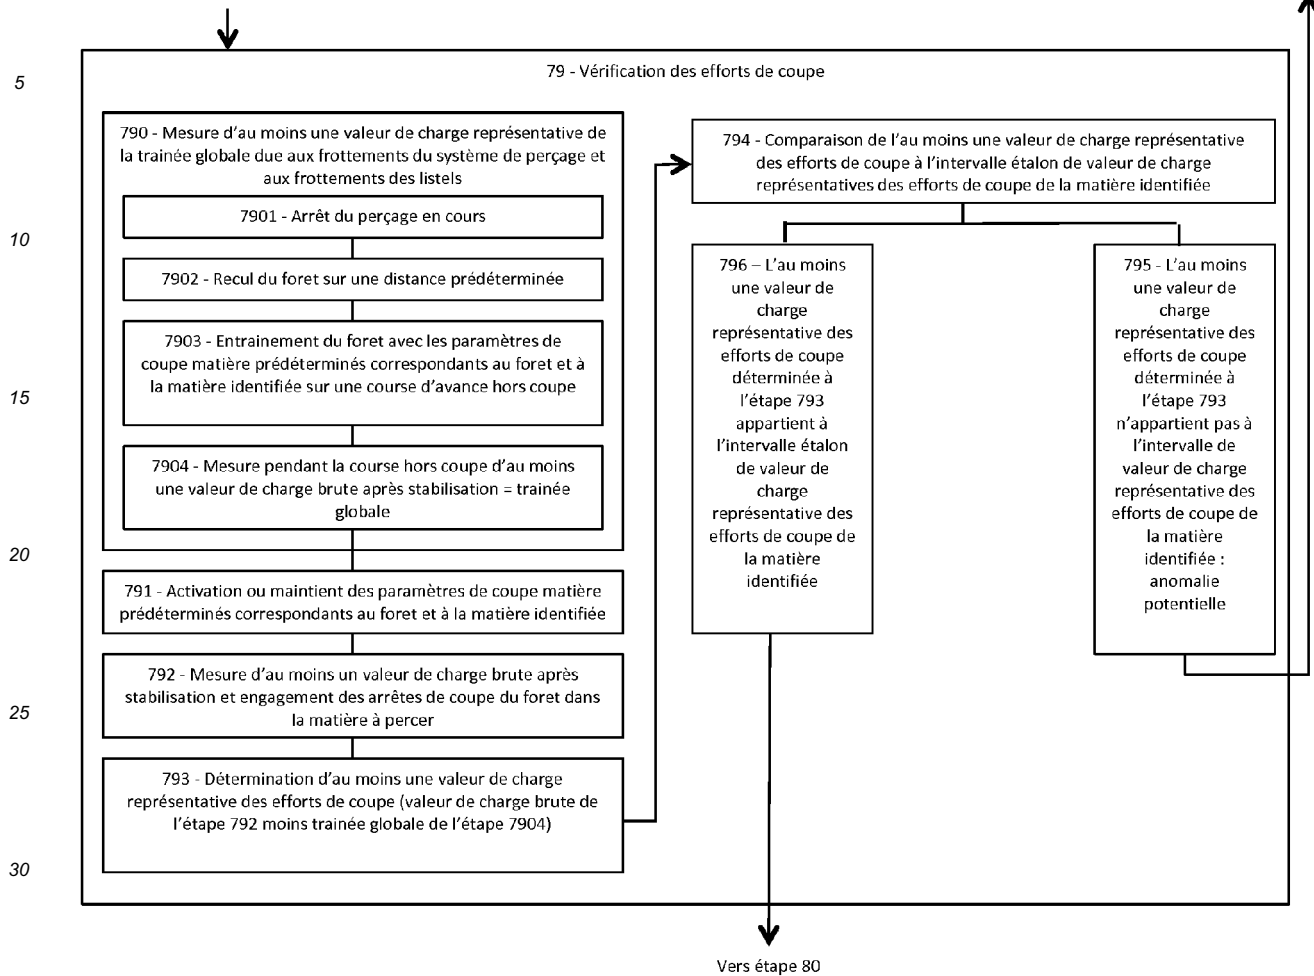 79 - Vérification des efforts de coupe
5
790 - Mesure d'au moins une valeur de charge représentative de
la trainée globale due aux frottements du système de perçage et
aux frottements des listels
7901 - Arrêt du perçage en cours
10
7902 - Recul du foret sur une distance prédéterminée
7903 - Entrainement du foret avec les paramètres de
coupe matière prédéterminés correspondants au foret et à
la matière identifiée sur une course d'avance hors coupe
15
7904 - Mesure pendant la course hors coupe d'au moins
une valeur de charge brute après stabilisation = trainée
globale
20
791 - Activation ou maintient des paramètres de coupe matière
prédéterminés correspondants au foret et à la matière identifiée
792 - Mesure d'au moins un valeur de charge brute après
stabilisation et engagement des arrêtes de coupe du foret dans
la matière à percer
25
793 - Détermination d'au moins une valeur de charge
représentative des efforts de coupe (valeur de charge brute de
l'étape 792 moins trainée globale de l'étape 7904)
30
794 - Comparaison de l'au moins une valeur de charge représentative
des efforts de coupe à l'intervalle étalon de valeur de charge
représentatives des efforts de coupe de la matière identifiée
796 – L'au moins
une valeur de
charge
représentative des
efforts de coupe
déterminée à
l'étape 793
appartient à
l'intervalle étalon
de valeur de
charge
représentative des
efforts de coupe de
la matière
identifiée
795 - L'au moins
une valeur de
charge
représentative des
efforts de coupe
déterminée à
l'étape 793
n'appartient pas à
l'intervalle de
valeur de charge
représentative des
efforts de coupe de
la matière
identifiée :
anomalie
potentielle
Vers étape 80